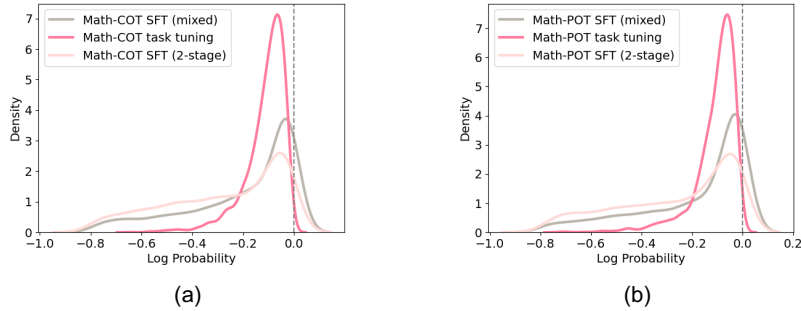 Math-COT SFT (mixed)
Math-COT task tuning
Math-COT SFT (2-stage)
Density
7
6
5
4
3
2
1
0
−1.0 −0.8 −0.6 −0.4 −0.2 0.0
Log Probability
(a)
Math-POT SFT (mixed)
Math-POT task tuning
Math-POT SFT (2-stage)
Density
7
6
5
4
3
2
1
0
−1.0 −0.8 −0.6 −0.4 −0.2 0.0 0.2
Log Probability
(b)